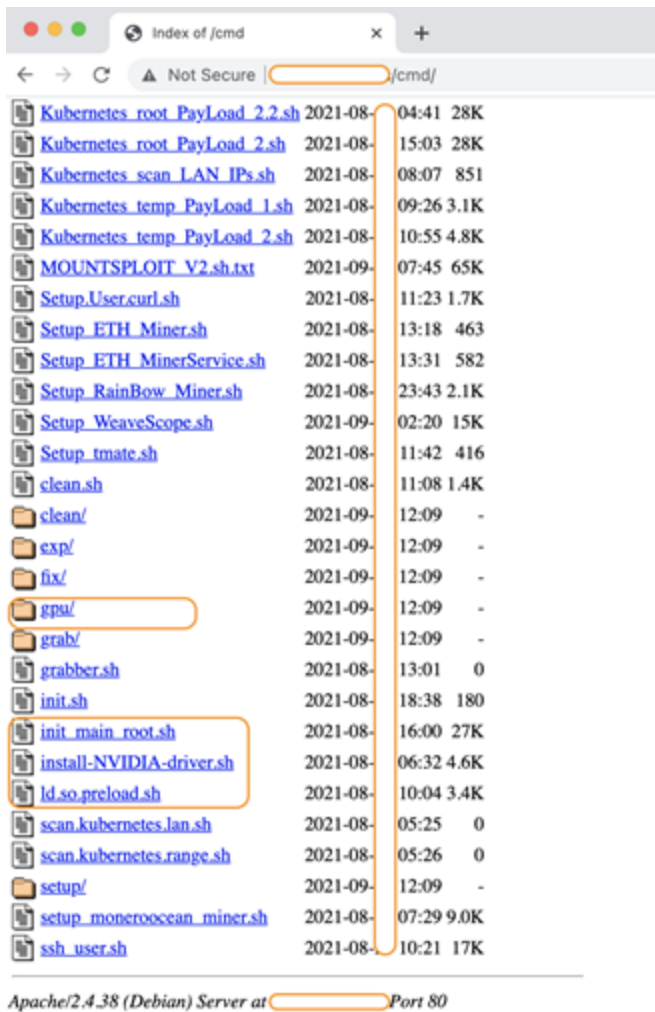 Index of /cmd
Not Secure /cmd/
Kubernetes_root_PayLoad_2.2.sh 2021-08- 04:41 28K
Kubernetes_root_PayLoad_2.sh 2021-08- 15:03 28K
Kubernetes_scan_LAN_IPs.sh 2021-08- 08:07 851
Kubernetes_temp_PayLoad_1.sh 2021-08- 09:26 3.1K
Kubernetes_temp_PayLoad_2.sh 2021-08- 10:55 4.8K
MOUNTSPLOIT_V2.sh.txt 2021-09- 07:45 65K
Setup.User.curl.sh 2021-08- 11:23 1.7K
Setup_ETH_Miner.sh 2021-08- 13:18 463
Setup_ETH_MinerService.sh 2021-08- 13:31 582
Setup_RainBow_Miner.sh 2021-08- 23:43 2.1K
Setup_WeaveScope.sh 2021-09- 02:20 15K
Setup_tmate.sh 2021-08- 11:42 416
clean.sh 2021-08- 11:08 1.4K
clean/ 2021-09- 12:09 -
exp/ 2021-09- 12:09 -
fix/ 2021-09- 12:09 -
gpu/ 2021-09- 12:09 -
grab/ 2021-09- 12:09 -
grabber.sh 2021-08- 13:01 0
init.sh 2021-08- 18:38 180
init_main_root.sh 2021-08- 16:00 27K
install-NVIDIA-driver.sh 2021-08- 06:32 4.6K
ld.so.preload.sh 2021-08- 10:04 3.4K
scan.kubernetes.lan.sh 2021-08- 05:25 0
scan.kubernetes.range.sh 2021-08- 05:26 0
setup/ 2021-09- 12:09 -
setup_moneroocean_miner.sh 2021-08- 07:29 9.0K
ssh_user.sh 2021-08- 10:21 17K
Apache/2.4.38 (Debian) Server at Port 80